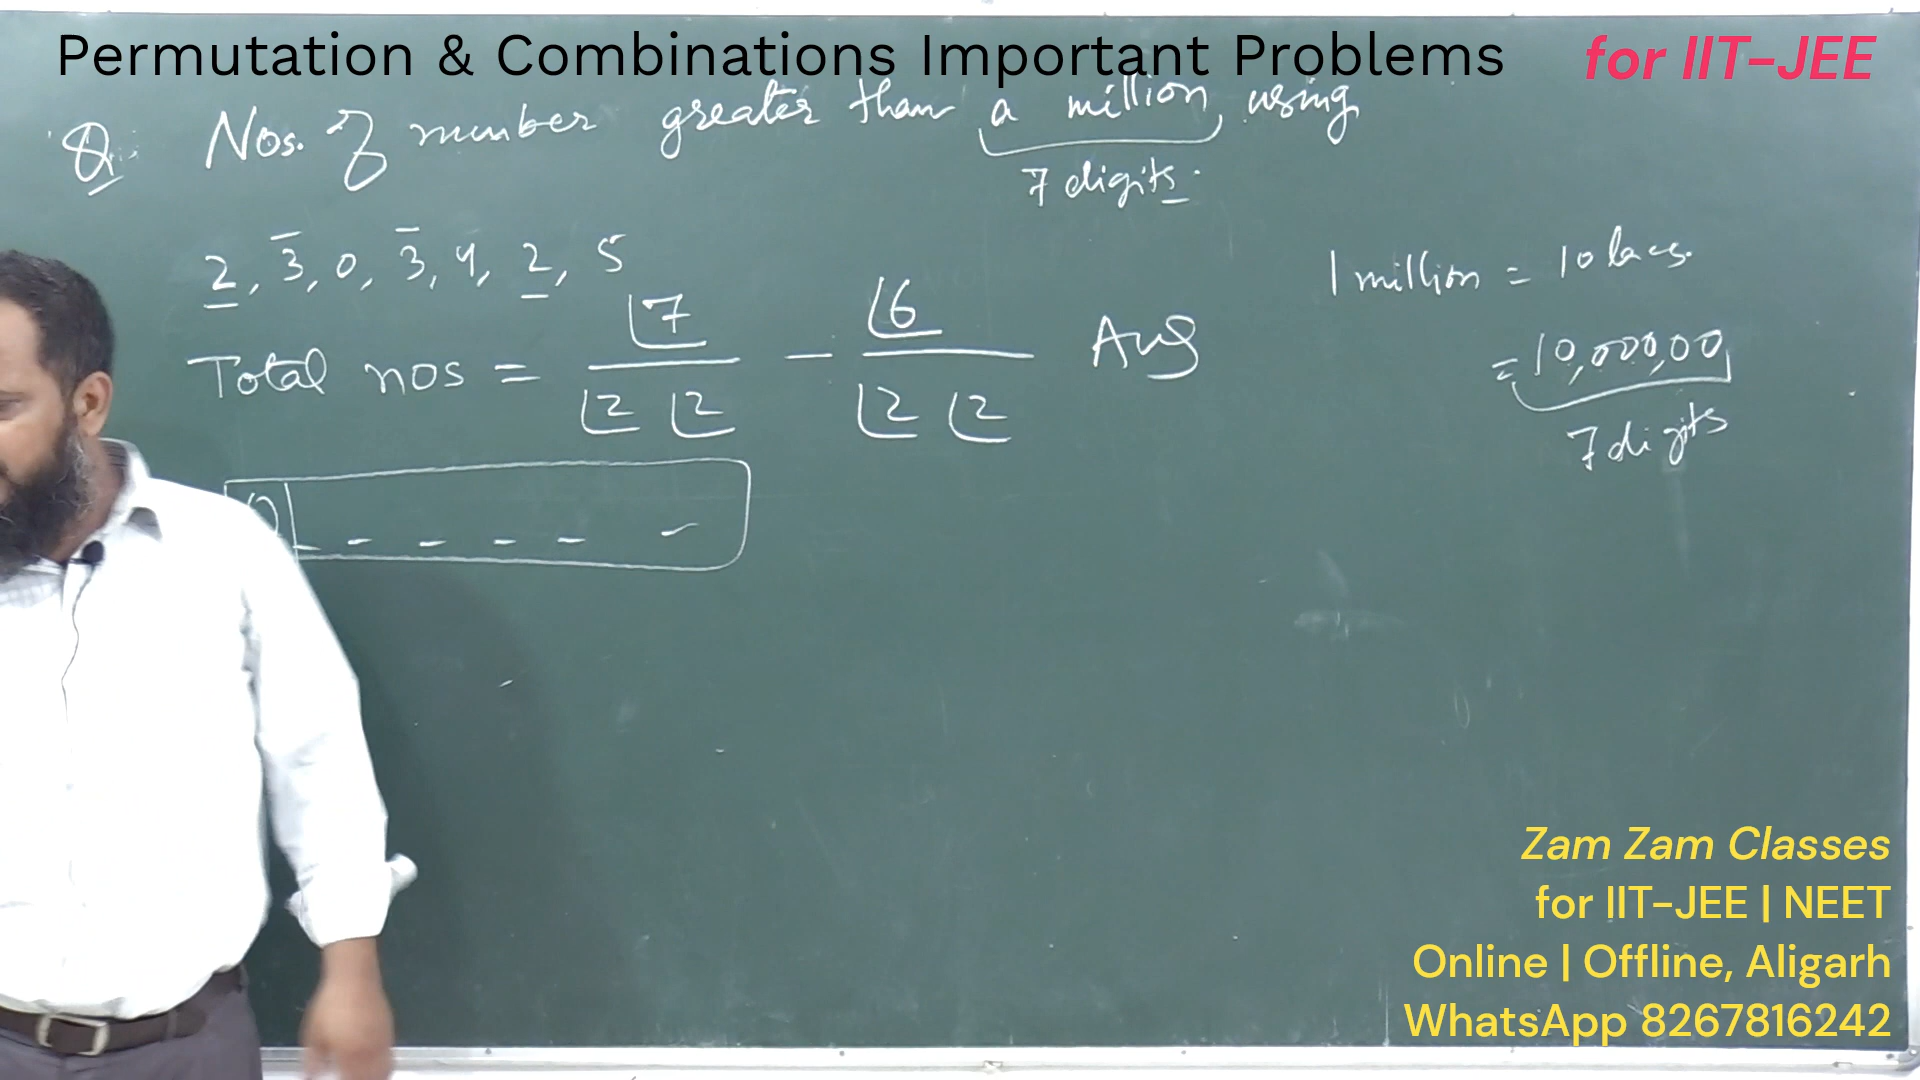 Permutation & Combinations Important Problems for IIT-JEE
Q. Nos. of number greater than a million, using
7 digits.
2, 3, 0, 3, 4, 2, 5
1 million = 10 lacs.
Total nos = 7 / 2 2 - 6 / 2 2 Ans
= 10,000,00
7 digits
0 _ _ _ _ _ _
Zam Zam Classes
for IIT-JEE | NEET
Online | Offline, Aligarh
WhatsApp 8267816242